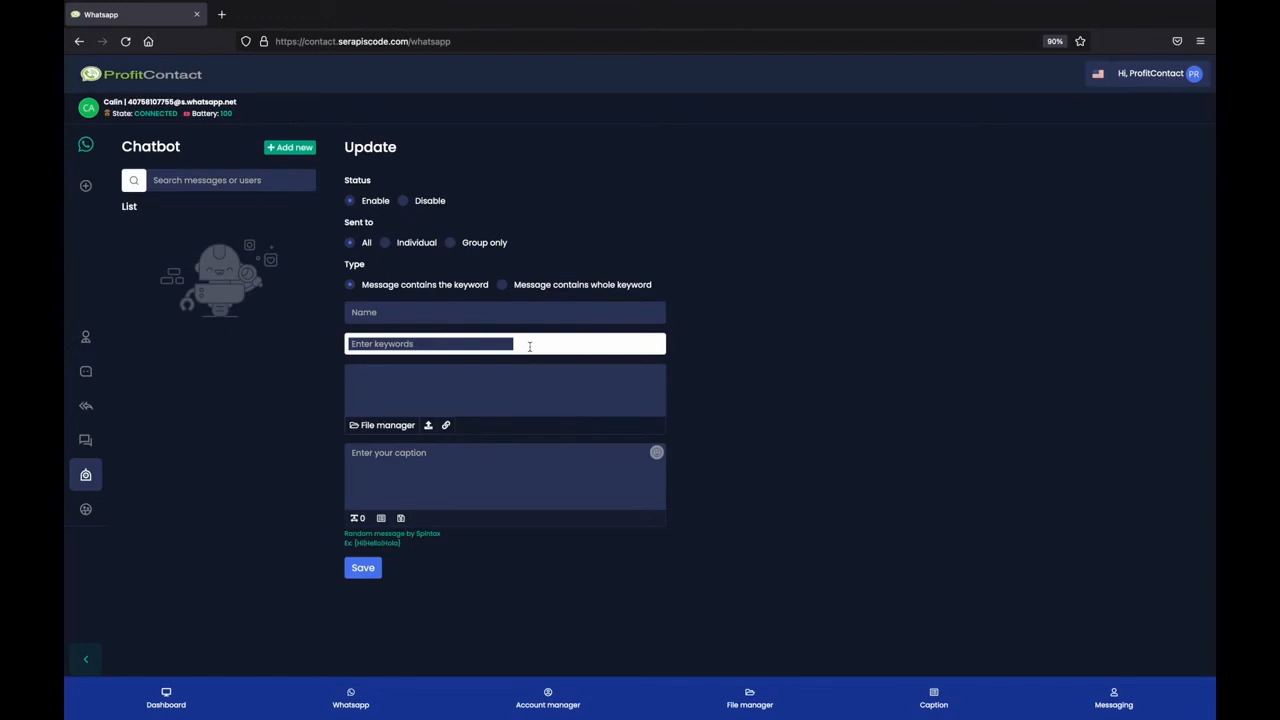 Whatsapp
https://contact.serapiscode.com/whatsapp
90%
ProfitContact
Hi, ProfitContact
PR
CA
Calin | 40758107755@s.whatsapp.net
State: CONNECTED Battery: 100
Chatbot
+ Add new
Search messages or users
List
Update
Status
Enable Disable
Sent to
All Individual Group only
Type
Message contains the keyword Message contains whole keyword
Name
Enter keywords
File manager
Enter your caption
0
Random message by Spintax
Ex: {Hi|Hello|Hola}
Save
Dashboard
Whatsapp
Account manager
File manager
Caption
Messaging